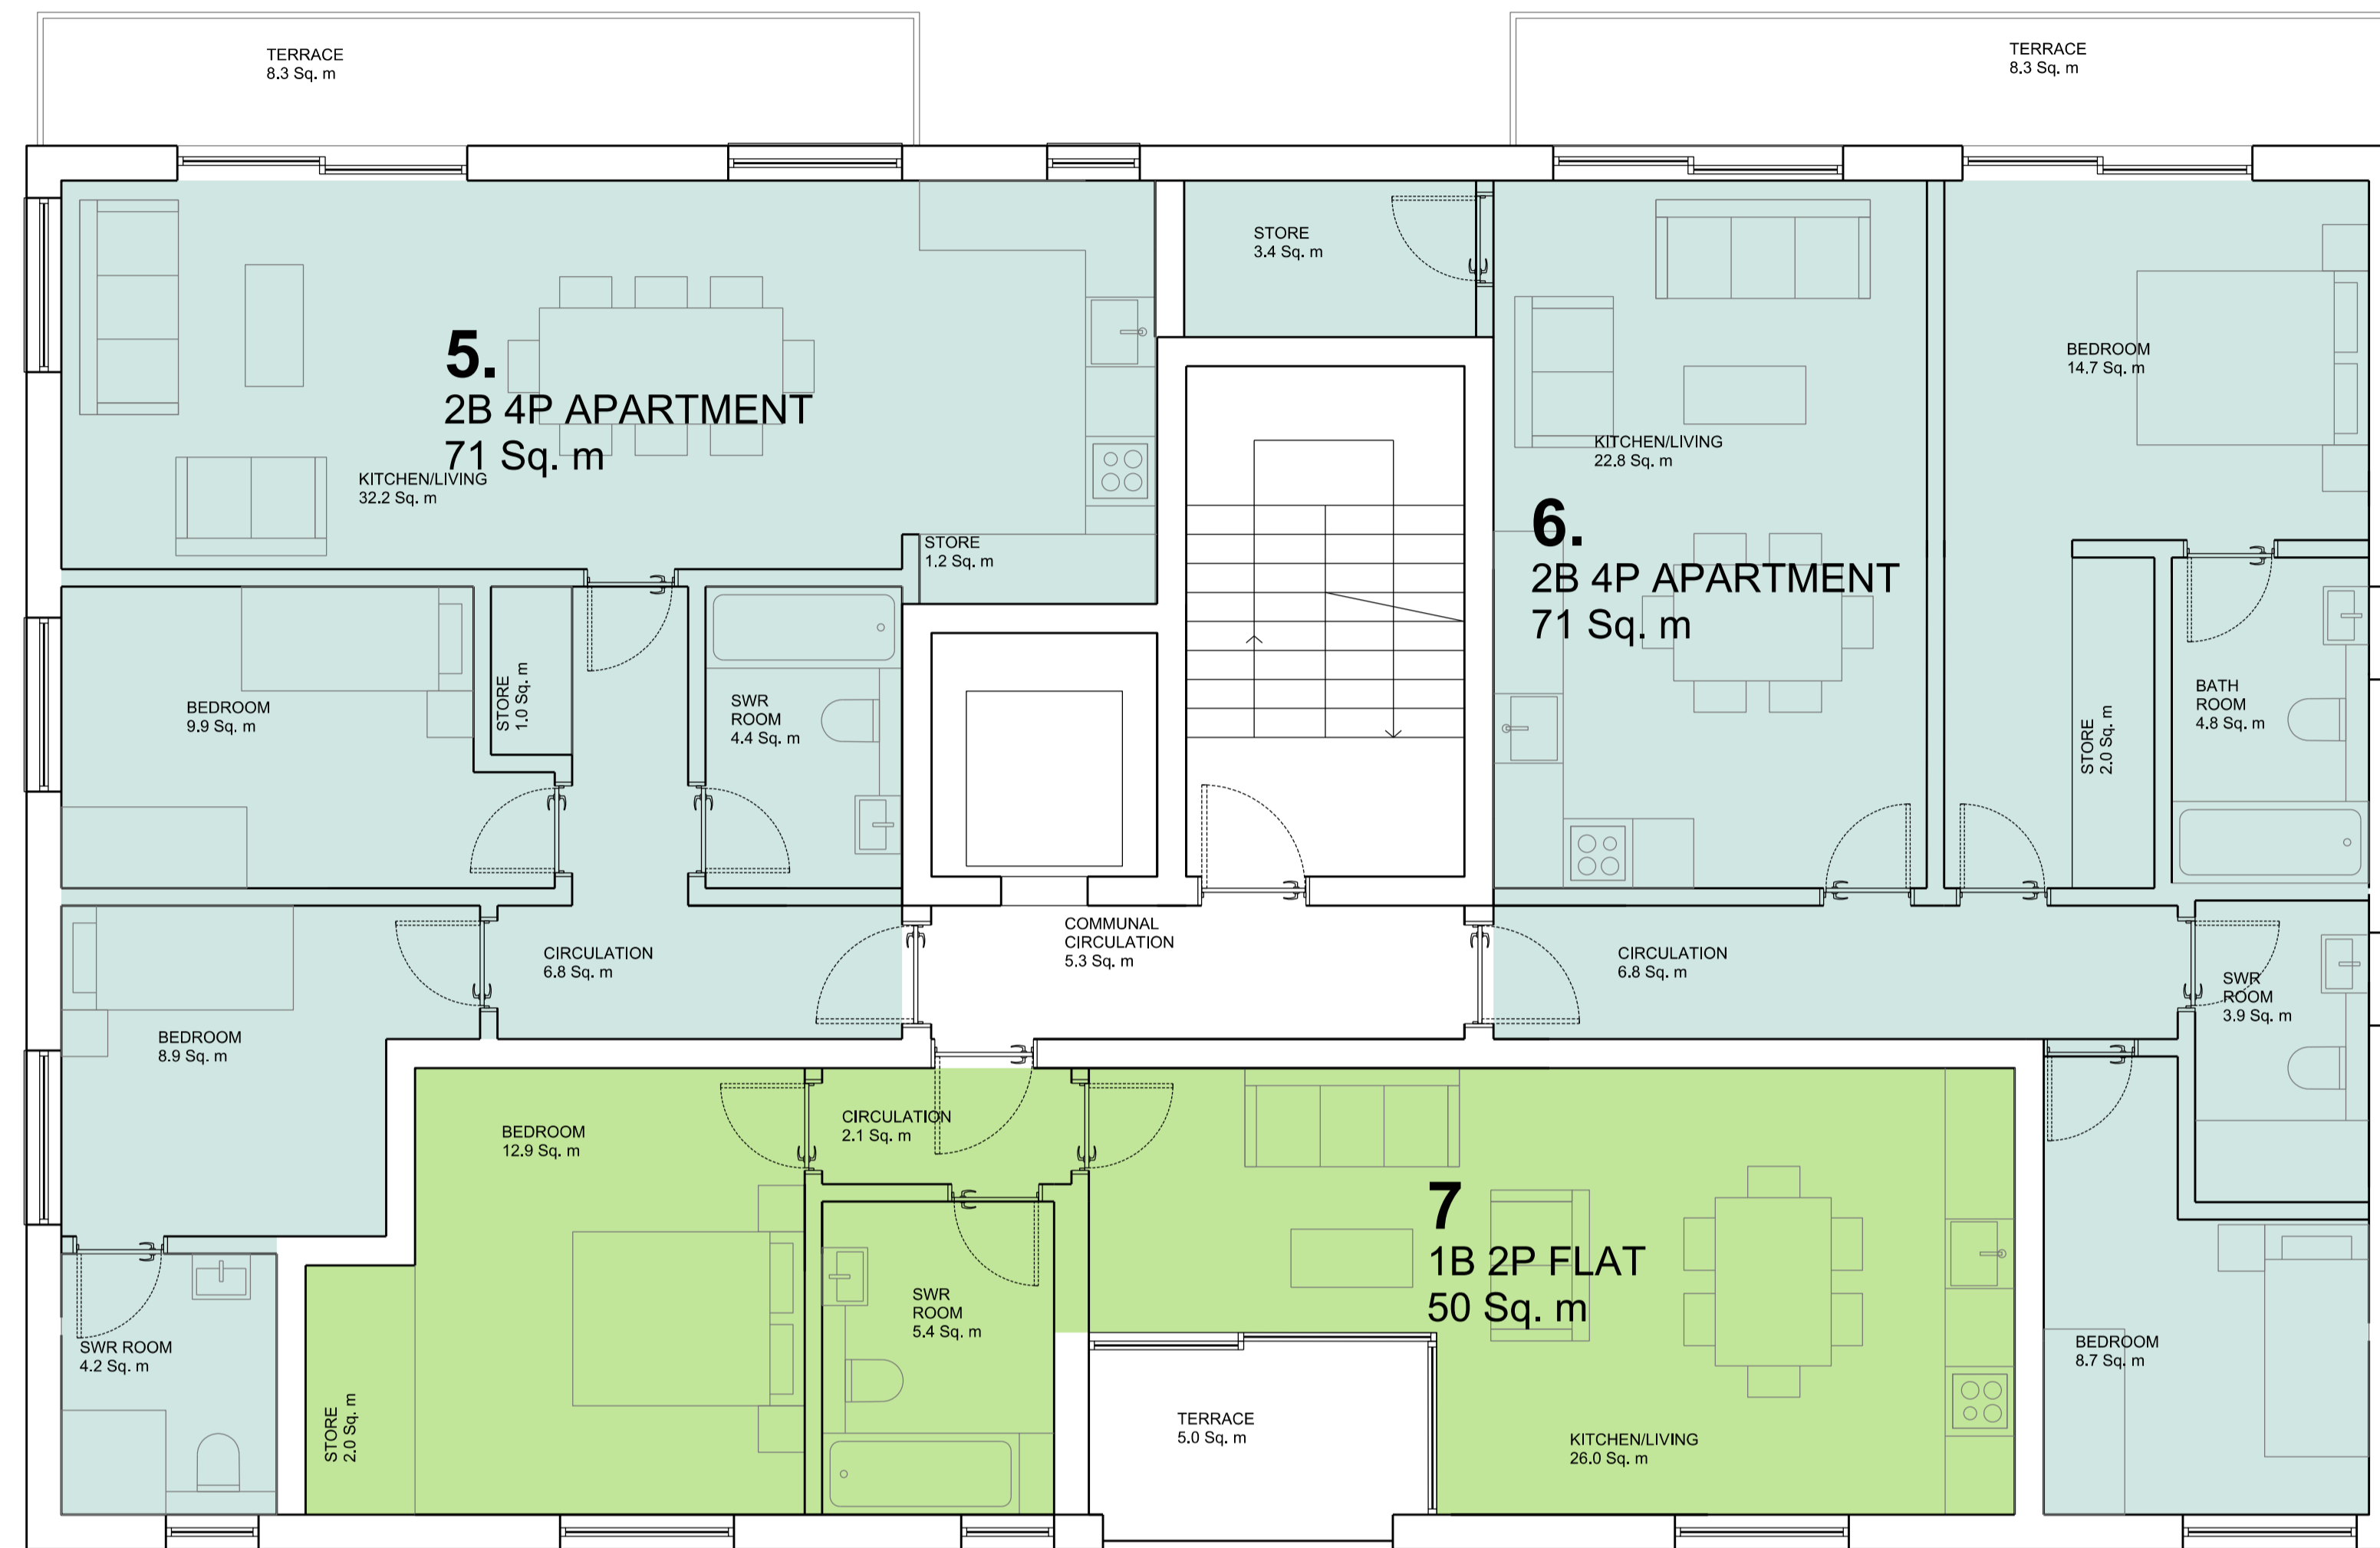 TERRACE
8.3 Sq. m
TERRACE
8.3 Sq. m
STORE
3.4 Sq. m
5.
2B 4P APARTMENT
71 Sq. m
KITCHEN/LIVING
32.2 Sq. m
STORE
1.2 Sq. m
BEDROOM
14.7 Sq. m
KITCHEN/LIVING
22.8 Sq. m
6.
2B 4P APARTMENT
71 Sq. m
BEDROOM
9.9 Sq. m
STORE
1.0 Sq. m
SWR
ROOM
4.4 Sq. m
STORE
2.0 Sq. m
BATH
ROOM
4.8 Sq. m
CIRCULATION
6.8 Sq. m
COMMUNAL
CIRCULATION
5.3 Sq. m
CIRCULATION
6.8 Sq. m
SWR
ROOM
3.9 Sq. m
BEDROOM
8.9 Sq. m
BEDROOM
12.9 Sq. m
CIRCULATION
2.1 Sq. m
7
1B 2P FLAT
50 Sq. m
SWR
ROOM
5.4 Sq. m
SWR ROOM
4.2 Sq. m
STORE
2.0 Sq. m
TERRACE
5.0 Sq. m
KITCHEN/LIVING
26.0 Sq. m
BEDROOM
8.7 Sq. m